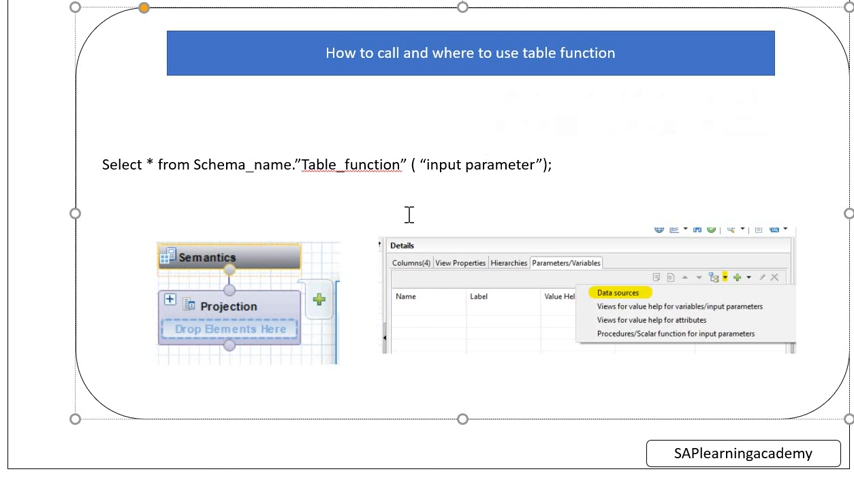 How to call and where to use table function
Select * from Schema_name.”Table_function” ( “input parameter”);
Semantics
Projection
Drop Elements Here
Details
Columns(4) View Properties Hierarchies Parameters/Variables
Name Label Value Hel
Data sources
Views for value help for variables/input parameters
Views for value help for attributes
Procedures/Scalar function for input parameters
SAPlearningacademy